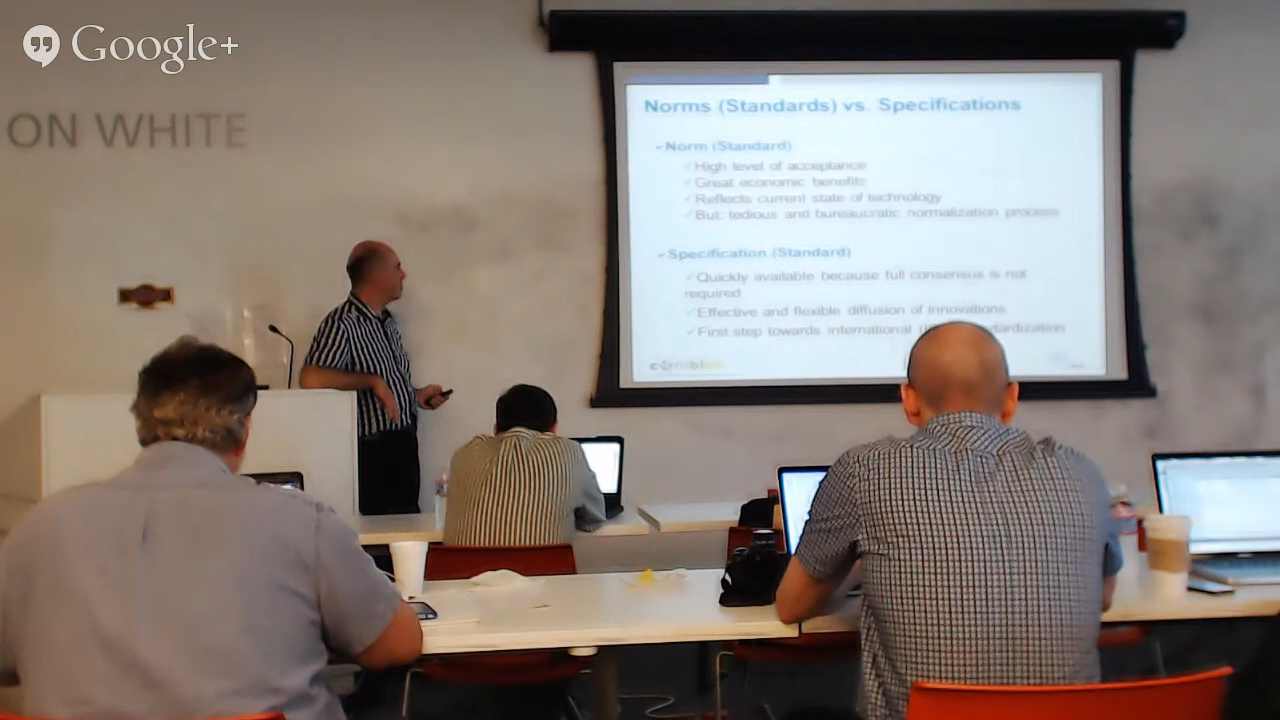 Google+
ON WHITE
Norms (Standards) vs. Specifications
Norm (Standard)
High level of acceptance
Great economic benefits
Reflects current state of technology
But: tedious and bureaucratic normalization process
Specification (Standard)
Quickly available because full consensus is not
required
Effective and flexible diffusion of innovations
First step towards international